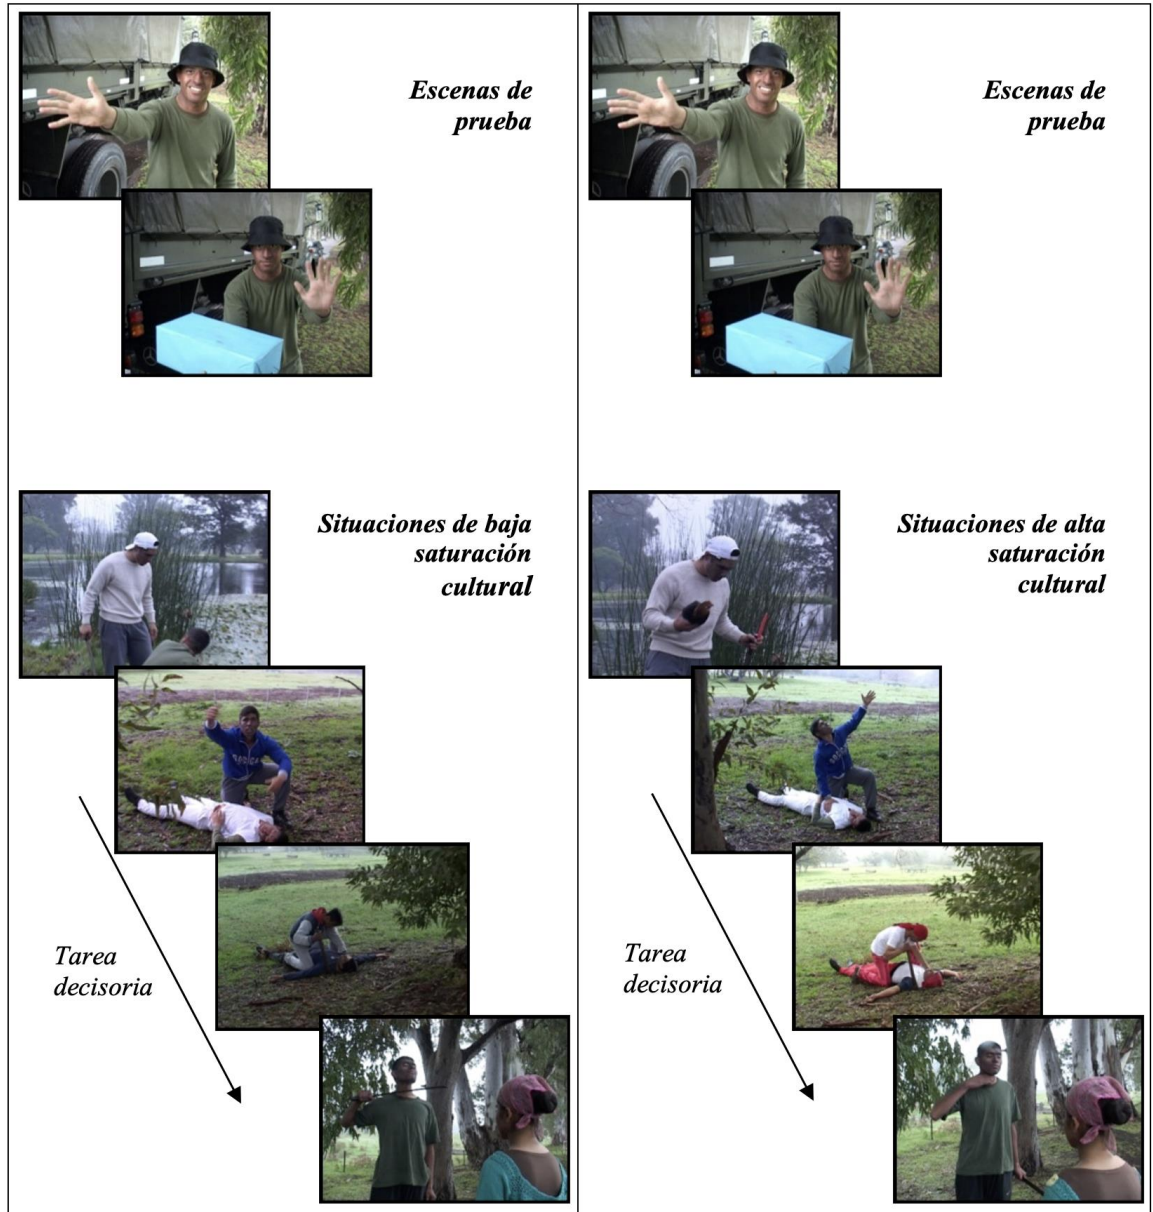 Escenas de
prueba
Escenas de
prueba
Situaciones de baja
saturación
cultural
Situaciones de alta
saturación
cultural
Tarea
decisoria
Tarea
decisoria